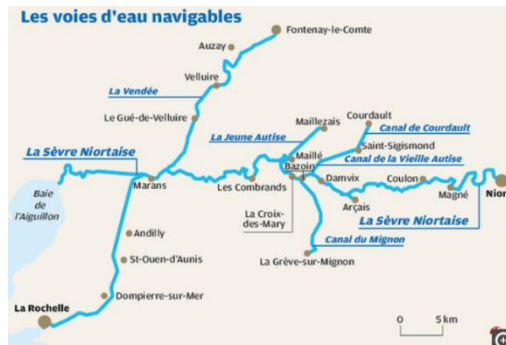 Les voies d'eau navigables
Fontenay-le-Comte
Auzay
Velluire
La Vendée
Le Gué-de-Velluire
Maillezais
Courdault
Canal de Courdault
La Jeune Autise
Saint-Sigismond
La Sèvre Niortaise
Maillé
Canal de la Vieille Autise
Bazoin
Marans
Les Combrands
Damvix
Coulon
Niort
Baie
de
l'Aiguillon
La Croix-
des-Mary
Arçais
Magné
La Sèvre Niortaise
Andilly
Canal du Mignon
St-Ouen-d'Aunis
La Grève-sur-Mignon
Dompierre-sur-Mer
La Rochelle
0 5 km